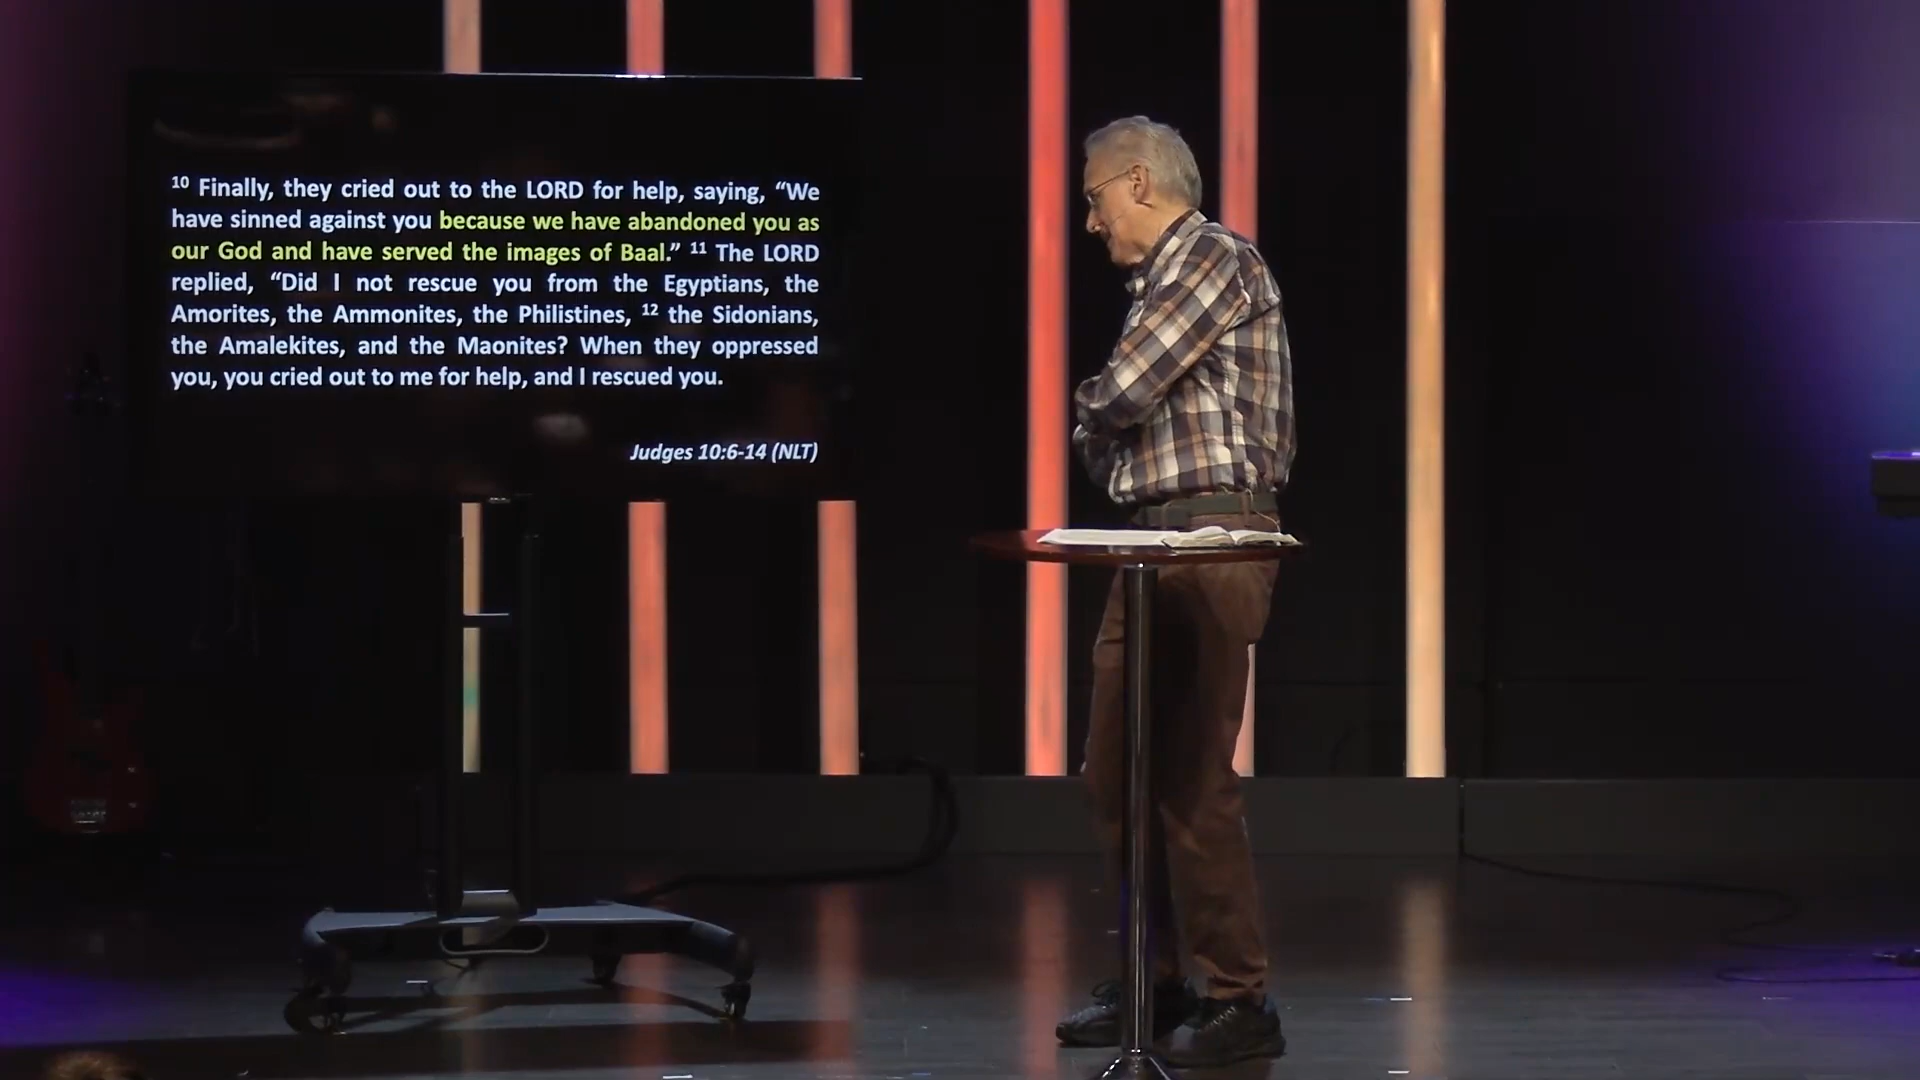 10 Finally, they cried out to the LORD for help, saying, “We
have sinned against you because we have abandoned you as
our God and have served the images of Baal.” 11 The LORD
replied, “Did I not rescue you from the Egyptians, the
Amorites, the Ammonites, the Philistines, 12 the Sidonians,
the Amalekites, and the Maonites? When they oppressed
you, you cried out to me for help, and I rescued you.
Judges 10:6-14 (NLT)